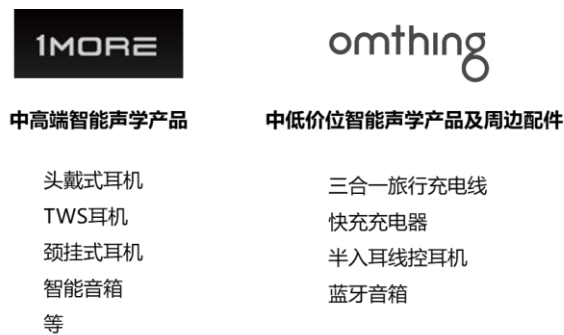 1MORE
中高端智能声学产品
头戴式耳机
TWS耳机
颈挂式耳机
智能音箱
等
omthing
中低价位智能声学产品及周边配件
三合一旅行充电线
快充充电器
半入耳线控耳机
蓝牙音箱